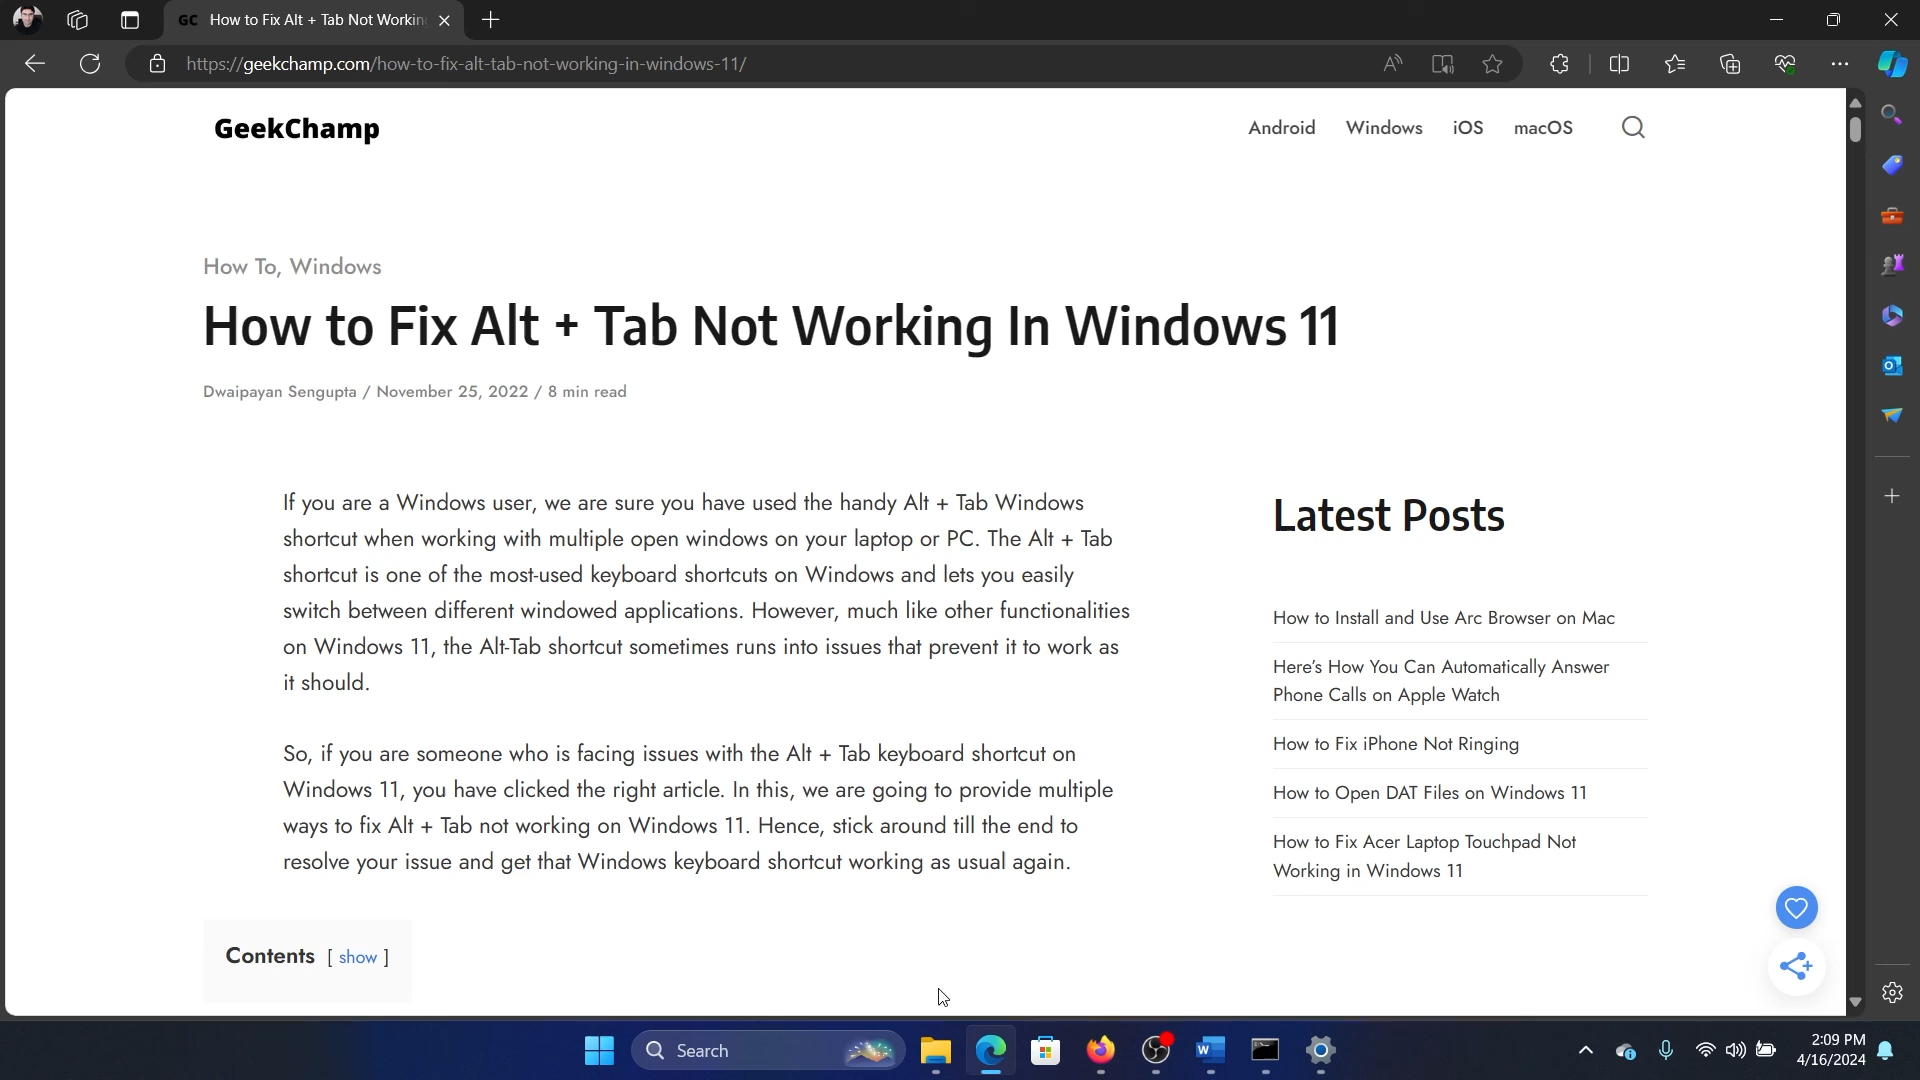 GC How to Fix Alt + Tab Not Workin
https://geekchamp.com/how-to-fix-alt-tab-not-working-in-windows-11/
GeekChamp
Android Windows iOS macOS
How To, Windows
How to Fix Alt + Tab Not Working In Windows 11
Dwaipayan Sengupta / November 25, 2022 / 8 min read
If you are a Windows user, we are sure you have used the handy Alt + Tab Windows
shortcut when working with multiple open windows on your laptop or PC. The Alt + Tab
shortcut is one of the most-used keyboard shortcuts on Windows and lets you easily
switch between different windowed applications. However, much like other functionalities
on Windows 11, the Alt-Tab shortcut sometimes runs into issues that prevent it to work as
it should.
So, if you are someone who is facing issues with the Alt + Tab keyboard shortcut on
Windows 11, you have clicked the right article. In this, we are going to provide multiple
ways to fix Alt + Tab not working on Windows 11. Hence, stick around till the end to
resolve your issue and get that Windows keyboard shortcut working as usual again.
Contents [ show ]
Latest Posts
How to Install and Use Arc Browser on Mac
Here's How You Can Automatically Answer
Phone Calls on Apple Watch
How to Fix iPhone Not Ringing
How to Open DAT Files on Windows 11
How to Fix Acer Laptop Touchpad Not
Working in Windows 11
Search
2:09 PM
4/16/2024